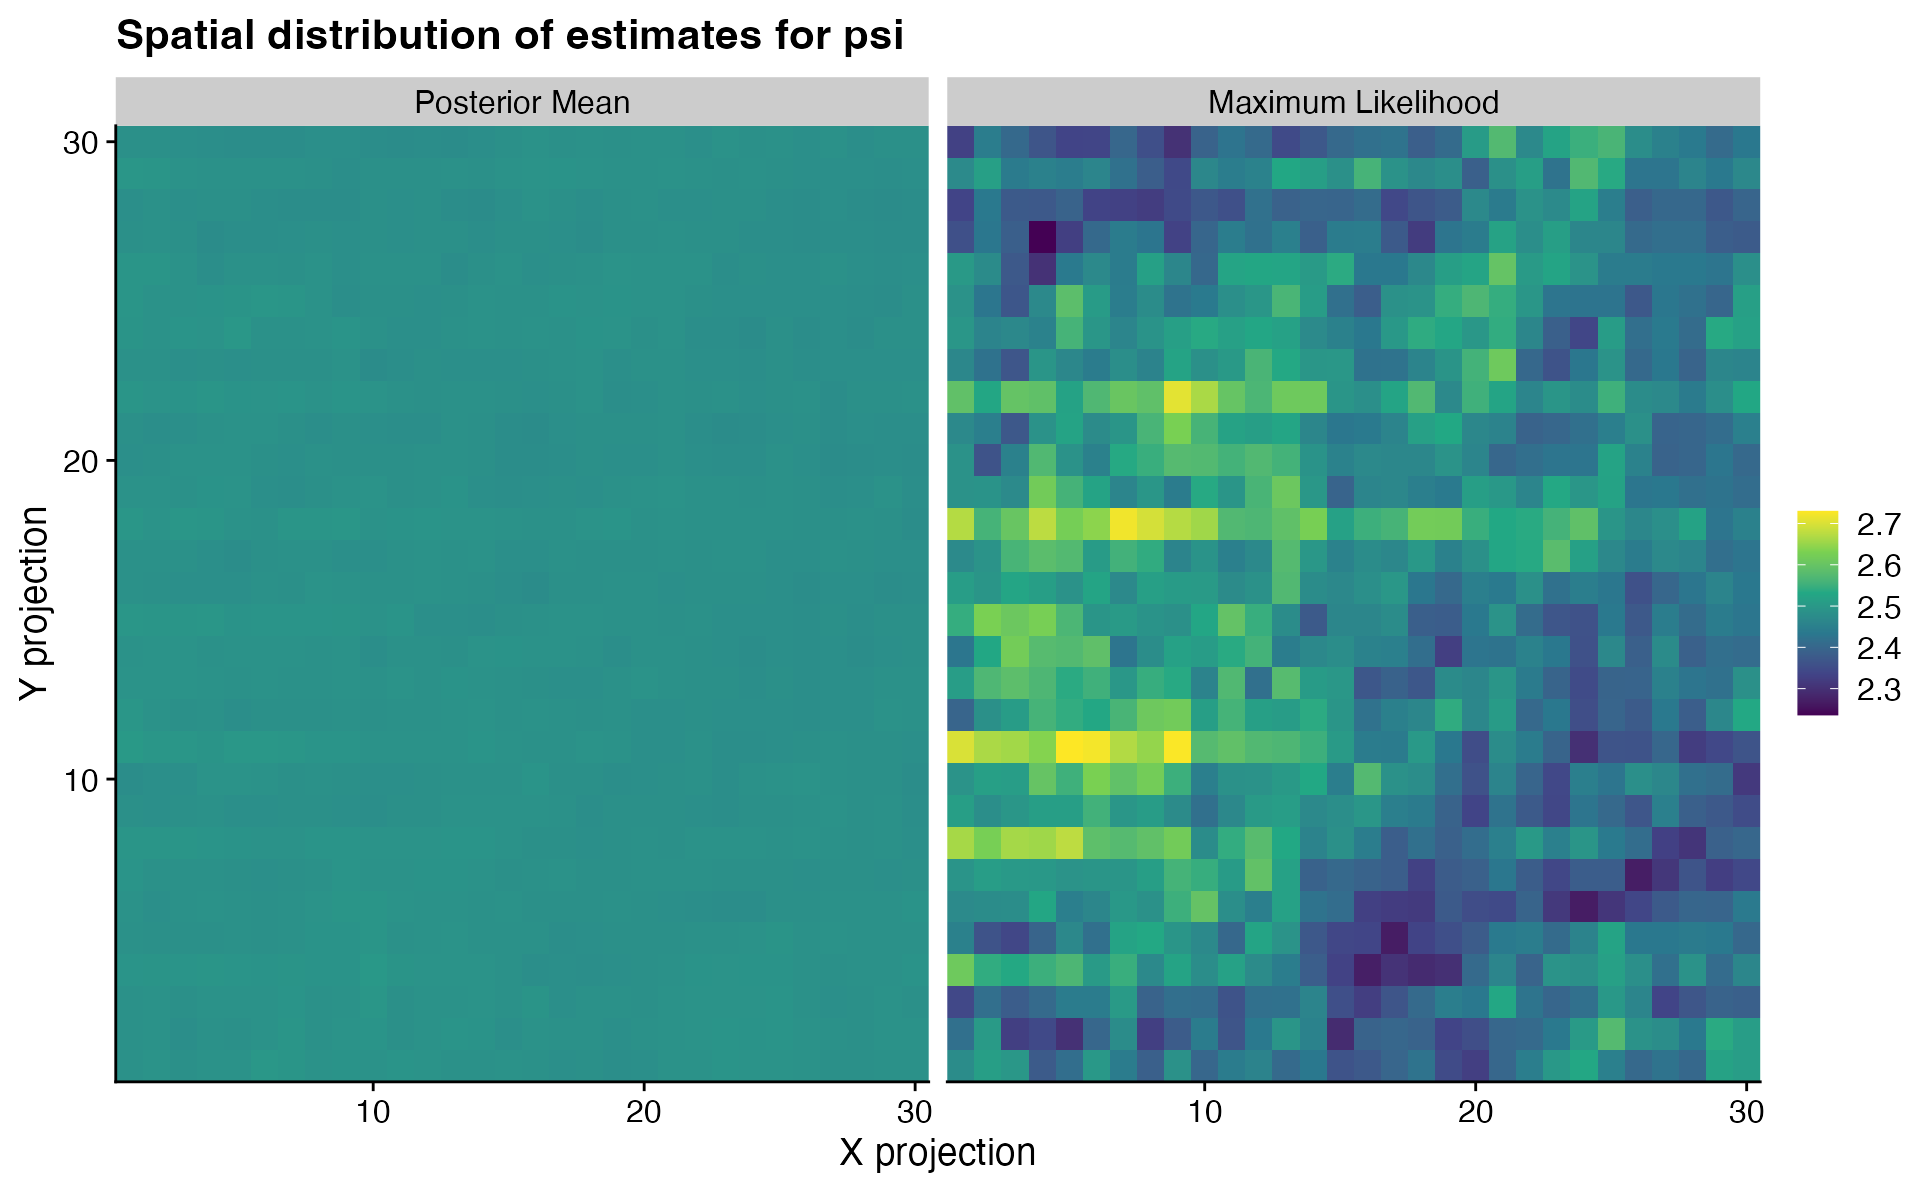 Spatial distribution of estimates for psi
Posterior Mean
Maximum Likelihood
30
20
10
Y projection
10
20
30
10
20
30
X projection
2.7
2.6
2.5
2.4
2.3